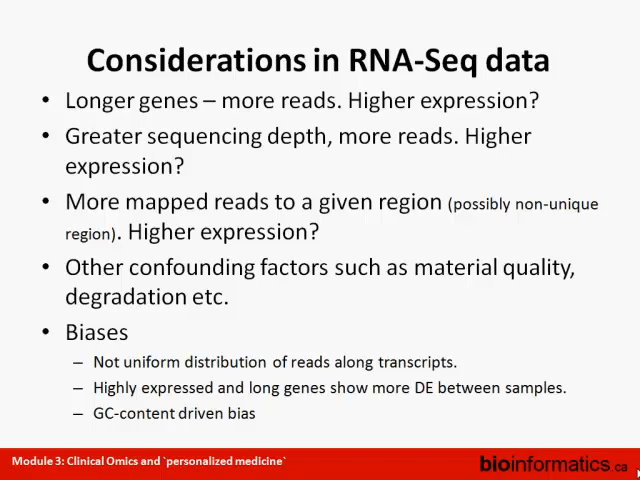 Considerations in RNA-Seq data
• Longer genes – more reads. Higher expression?
• Greater sequencing depth, more reads. Higher
expression?
• More mapped reads to a given region (possibly non-unique
region). Higher expression?
• Other confounding factors such as material quality,
degradation etc.
• Biases
– Not uniform distribution of reads along transcripts.
– Highly expressed and long genes show more DE between samples.
– GC-content driven bias
Module 3: Clinical Omics and `personalized medicine`
bioinformatics.ca